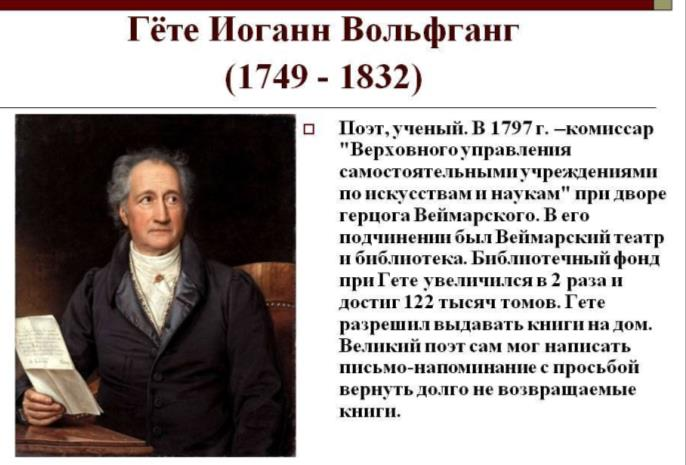 Гёте Иоганн Вольфганг
(1749 - 1832)
Поэт, ученый. В 1797 г. –комиссар
"Верховного управления
самостоятельными учреждениями
по искусствам и наукам" при дворе
герцога Веймарского. В его
подчинении был Веймарский театр
и библиотека. Библиотечный фонд
при Гете увеличился в 2 раза и
достиг 122 тысяч томов. Гете
разрешил выдавать книги на дом.
Великий поэт сам мог написать
письмо-напоминание с просьбой
вернуть долго не возвращаемые
книги.